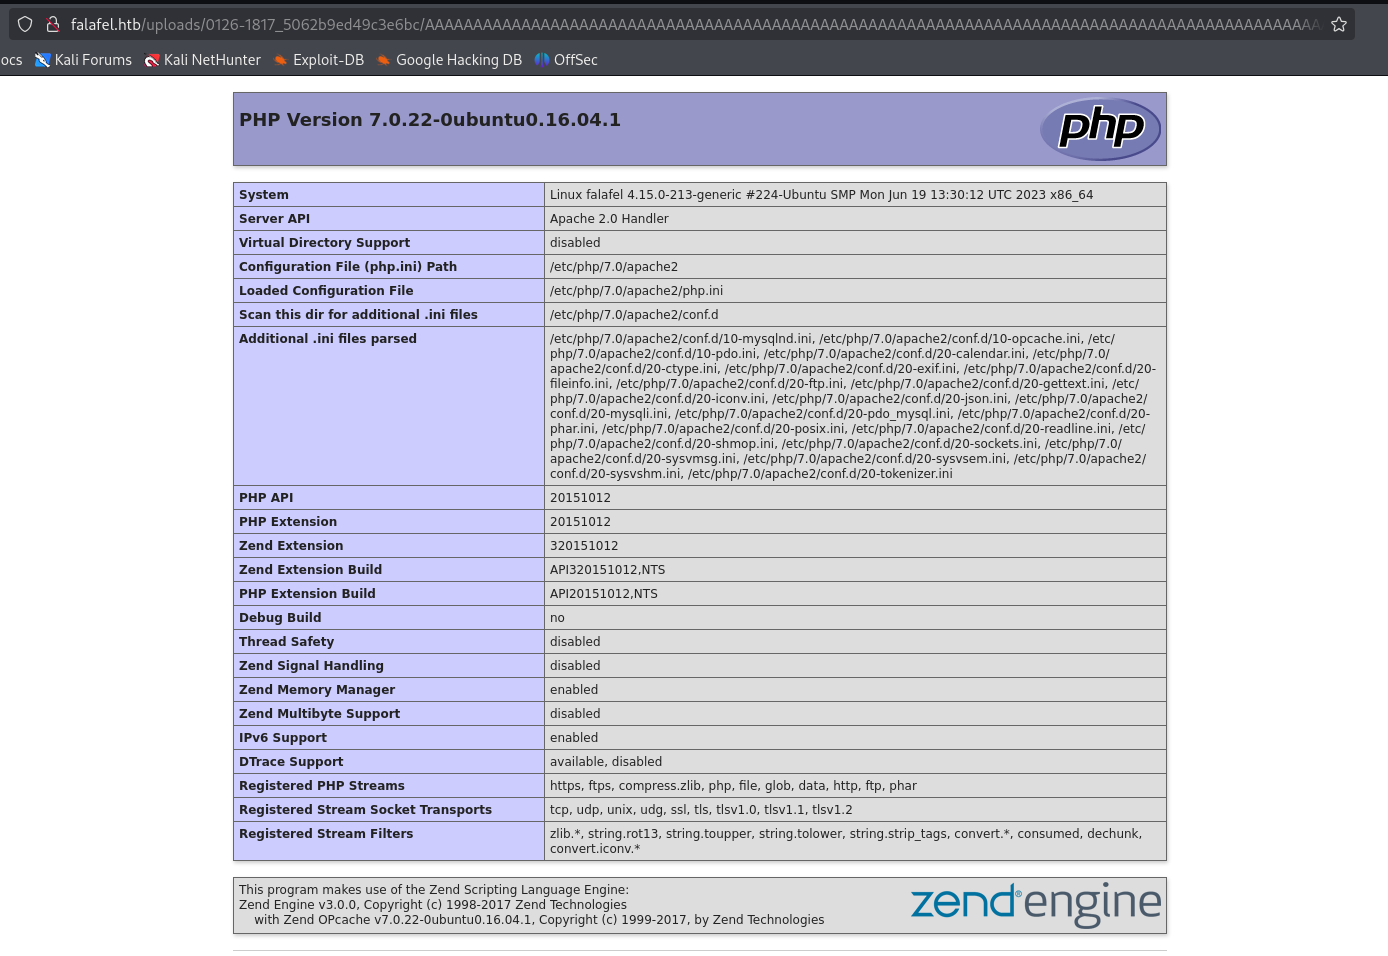 falafel.htb/uploads/0126-1817_5062b9ed49c3e6bc/
ocs Kali Forums Kali NetHunter Exploit-DB Google Hacking DB OffSec
PHP Version 7.0.22-0ubuntu0.16.04.1
php
System Linux falafel 4.15.0-213-generic #224-Ubuntu SMP Mon Jun 19 13:30:12 UTC 2023 x86_64
Server API Apache 2.0 Handler
Virtual Directory Support disabled
Configuration File (php.ini) Path /etc/php/7.0/apache2
Loaded Configuration File /etc/php/7.0/apache2/php.ini
Scan this dir for additional .ini files /etc/php/7.0/apache2/conf.d
Additional .ini files parsed /etc/php/7.0/apache2/conf.d/10-mysqlnd.ini, /etc/php/7.0/apache2/conf.d/10-opcache.ini, /etc/
php/7.0/apache2/conf.d/10-pdo.ini, /etc/php/7.0/apache2/conf.d/20-calendar.ini, /etc/php/7.0/
apache2/conf.d/20-ctype.ini, /etc/php/7.0/apache2/conf.d/20-exif.ini, /etc/php/7.0/apache2/conf.d/20-
fileinfo.ini, /etc/php/7.0/apache2/conf.d/20-ftp.ini, /etc/php/7.0/apache2/conf.d/20-gettext.ini, /etc/
php/7.0/apache2/conf.d/20-iconv.ini, /etc/php/7.0/apache2/conf.d/20-json.ini, /etc/php/7.0/apache2/
conf.d/20-mysqli.ini, /etc/php/7.0/apache2/conf.d/20-pdo_mysql.ini, /etc/php/7.0/apache2/conf.d/20-
phar.ini, /etc/php/7.0/apache2/conf.d/20-posix.ini, /etc/php/7.0/apache2/conf.d/20-readline.ini, /etc/
php/7.0/apache2/conf.d/20-shmop.ini, /etc/php/7.0/apache2/conf.d/20-sockets.ini, /etc/php/7.0/
apache2/conf.d/20-sysvmsg.ini, /etc/php/7.0/apache2/conf.d/20-sysvsem.ini, /etc/php/7.0/apache2/
conf.d/20-sysvshm.ini, /etc/php/7.0/apache2/conf.d/20-tokenizer.ini
PHP API 20151012
PHP Extension 20151012
Zend Extension 320151012
Zend Extension Build API320151012,NTS
PHP Extension Build API20151012,NTS
Debug Build no
Thread Safety disabled
Zend Signal Handling disabled
Zend Memory Manager enabled
Zend Multibyte Support disabled
IPv6 Support enabled
DTrace Support available, disabled
Registered PHP Streams https, ftps, compress.zlib, php, file, glob, data, http, ftp, phar
Registered Stream Socket Transports tcp, udp, unix, udg, ssl, tls, tlsv1.0, tlsv1.1, tlsv1.2
Registered Stream Filters zlib.*, string.rot13, string.toupper, string.tolower, string.strip_tags, convert.*, consumed, dechunk,
convert.iconv.*
This program makes use of the Zend Scripting Language Engine:
Zend Engine v3.0.0, Copyright (c) 1998-2017 Zend Technologies
with Zend OPcache v7.0.22-0ubuntu0.16.04.1, Copyright (c) 1999-2017, by Zend Technologies
zend®engine